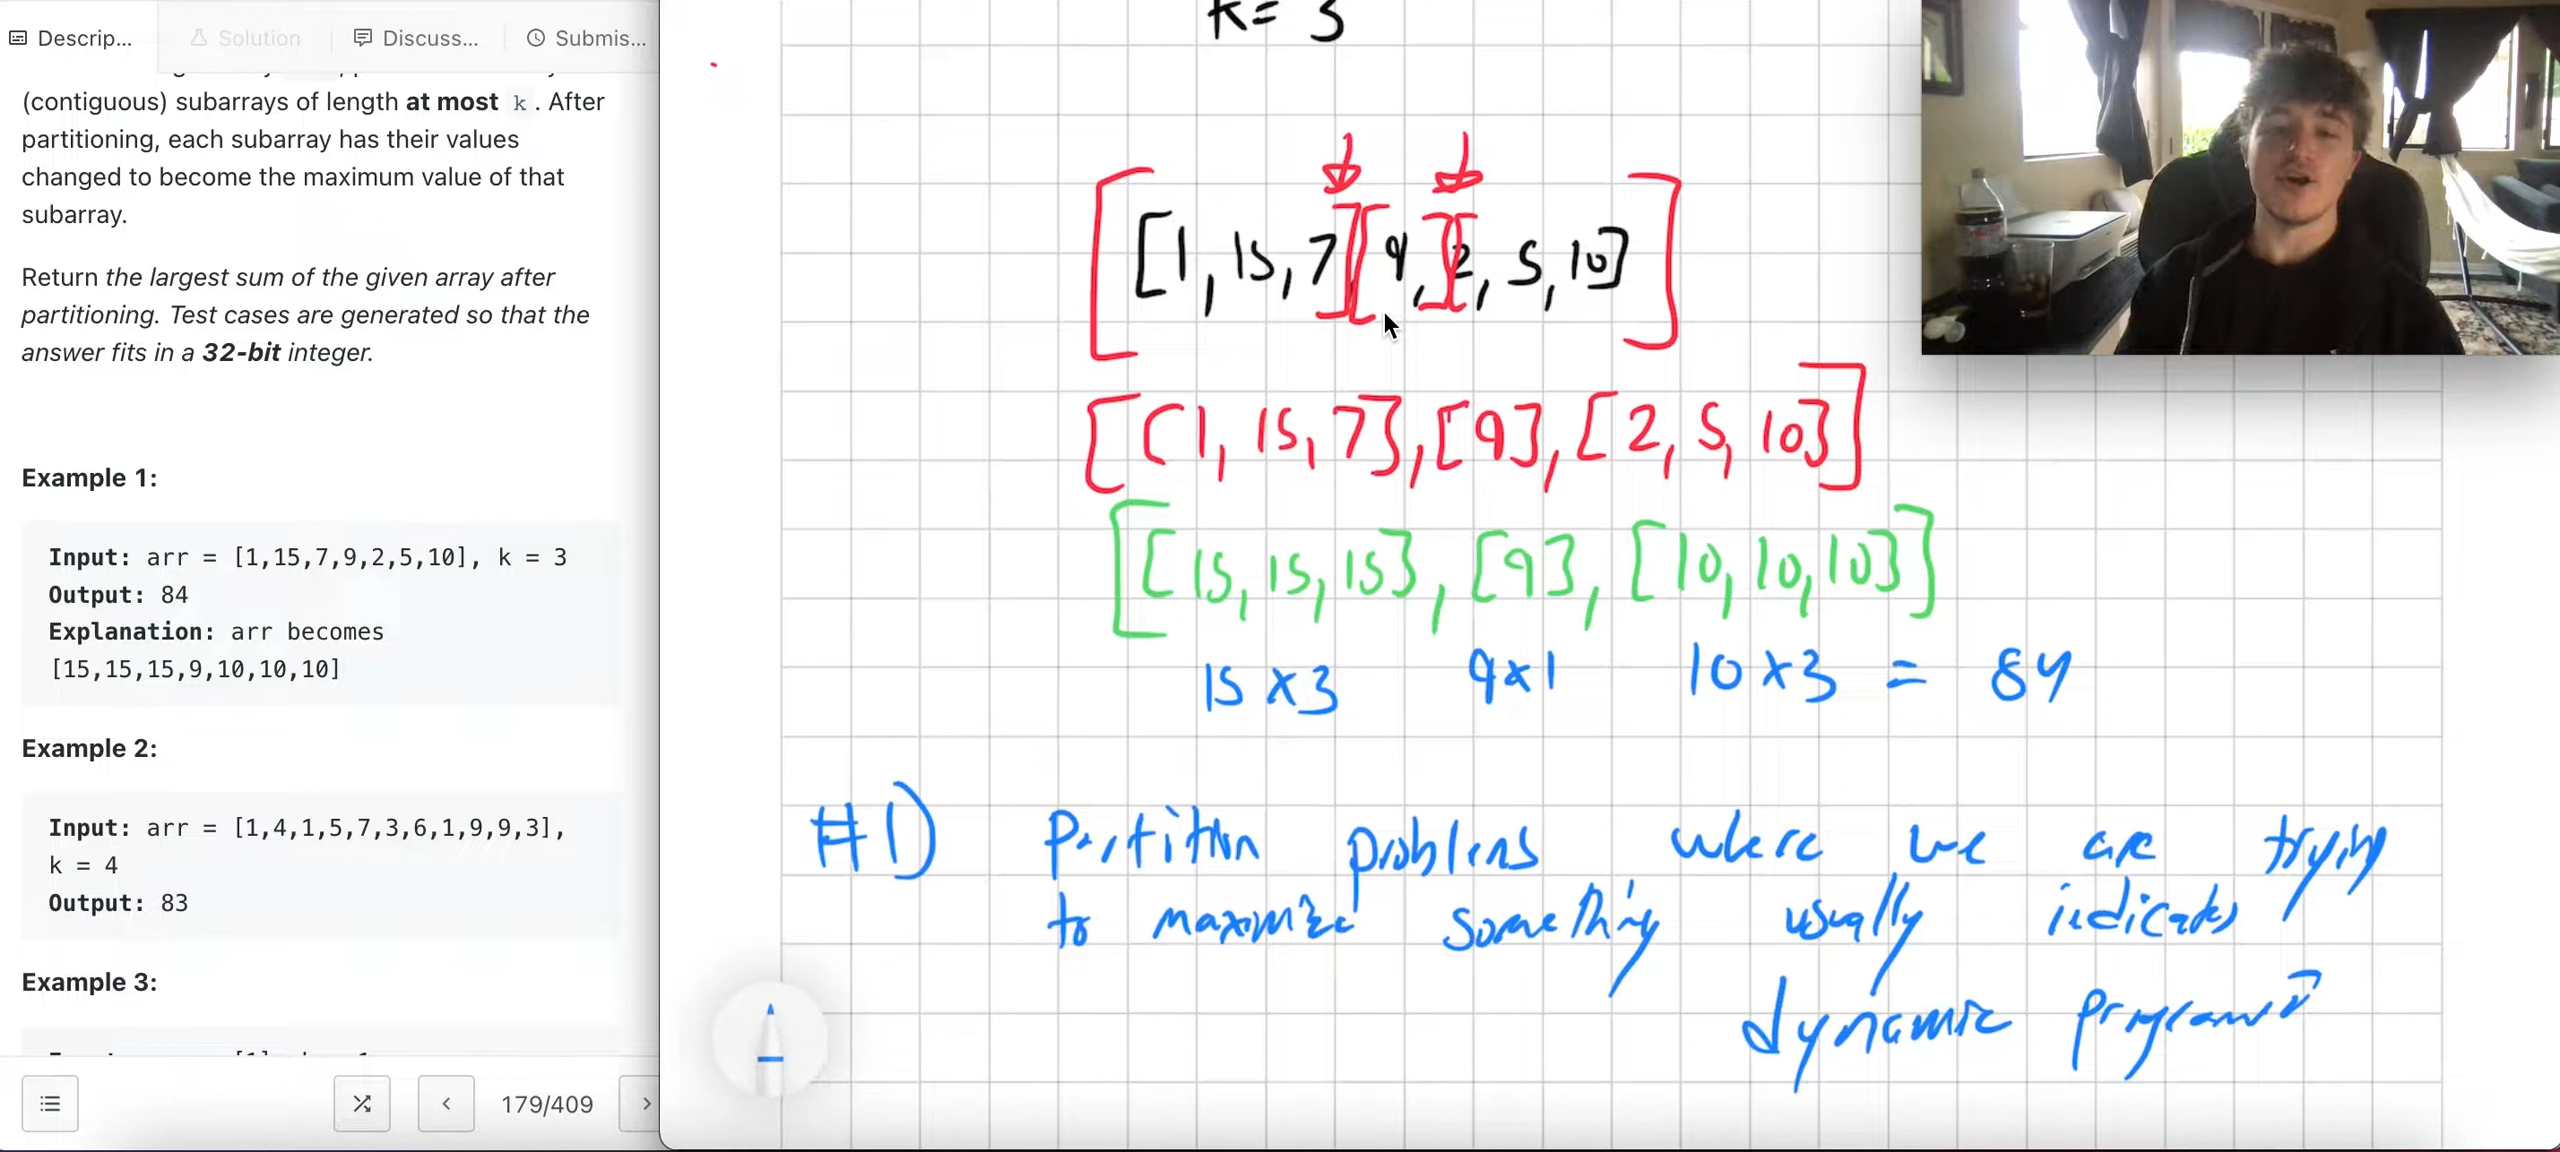 Descrip...
Solution
Discuss...
Submis...
(contiguous) subarrays of length at most k . After
partitioning, each subarray has their values
changed to become the maximum value of that
subarray.
Return the largest sum of the given array after
partitioning. Test cases are generated so that the
answer fits in a 32-bit integer.
Example 1:
Input: arr = [1,15,7,9,2,5,10], k = 3
Output: 84
Explanation: arr becomes
[15,15,15,9,10,10,10]
Example 2:
Input: arr = [1,4,1,5,7,3,6,1,9,9,3],
k = 4
Output: 83
Example 3:
179/409
k = 3
[[1, 15, 7][9,][2, 5, 10]]
[[1, 15, 7], [9], [2, 5, 10]]
[[15, 15, 15], [9], [10, 10, 10]]
15 x 3 9x1 10 x 3 = 84
#1) Partition problems where we are trying
to maximize something usually indicates
dynamic